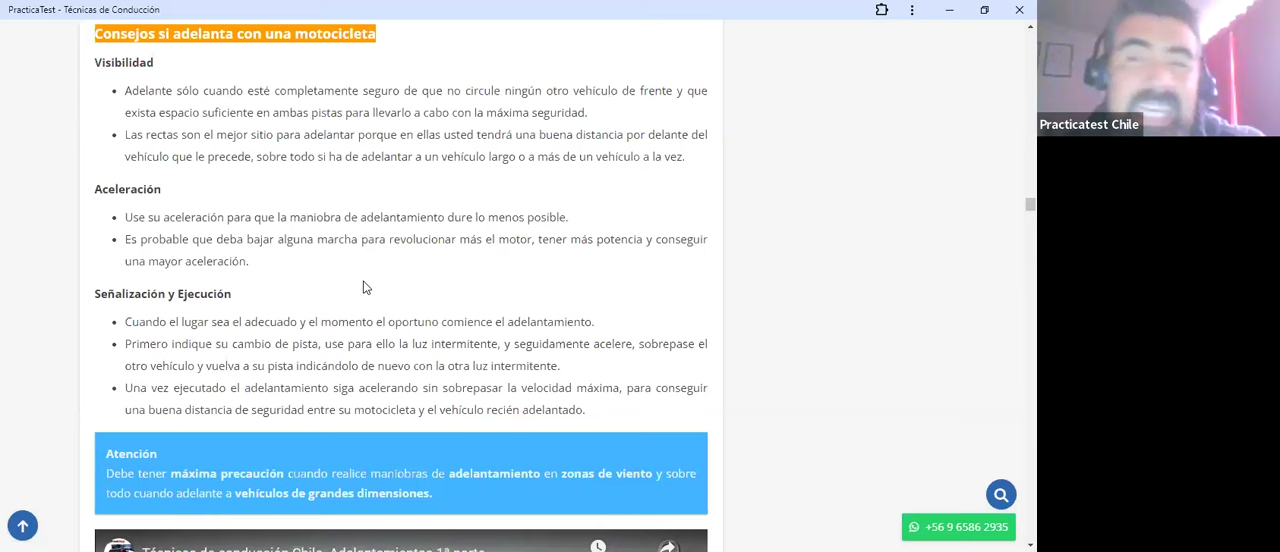 PracticaTest - Técnicas de Conducción
Consejos si adelanta con una motocicleta
Visibilidad
Adelante sólo cuando esté completamente seguro de que no circule ningún otro vehículo de frente y que
exista espacio suficiente en ambas pistas para llevarlo a cabo con la máxima seguridad.
Las rectas son el mejor sitio para adelantar porque en ellas usted tendrá una buena distancia por delante del
vehículo que le precede, sobre todo si ha de adelantar a un vehículo largo o a más de un vehículo a la vez.
Aceleración
Use su aceleración para que la maniobra de adelantamiento dure lo menos posible.
Es probable que deba bajar alguna marcha para revolucionar más el motor, tener más potencia y conseguir
una mayor aceleración.
Señalización y Ejecución
Cuando el lugar sea el adecuado y el momento el oportuno comience el adelantamiento.
Primero indique su cambio de pista, use para ello la luz intermitente, y seguidamente acelere, sobrepase el
otro vehículo y vuelva a su pista indicándolo de nuevo con la otra luz intermitente.
Una vez ejecutado el adelantamiento siga acelerando sin sobrepasar la velocidad máxima, para conseguir
una buena distancia de seguridad entre su motocicleta y el vehículo recién adelantado.
Atención
Debe tener máxima precaución cuando realice maniobras de adelantamiento en zonas de viento y sobre
todo cuando adelante a vehículos de grandes dimensiones.
Técnicas de conducción Chile. Adelantamientos 1ª parte
+56 9 6586 2935
Practicatest Chile